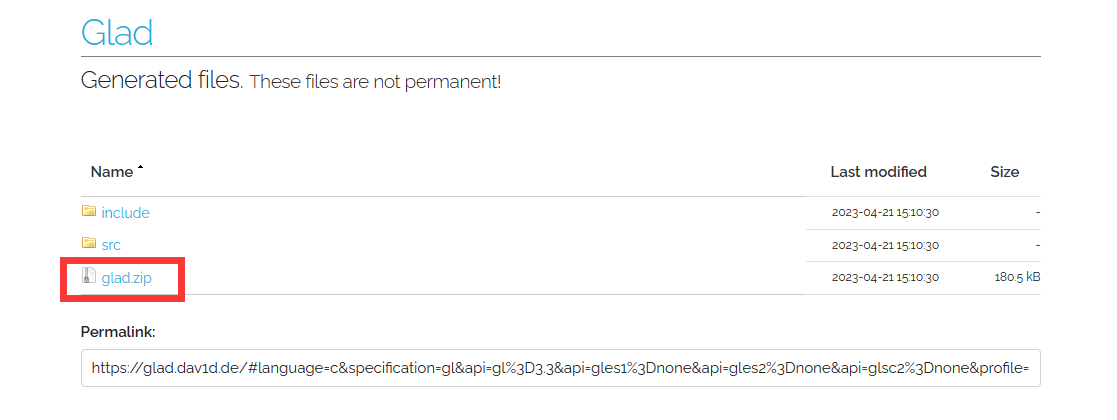 Glad
Generated files. These files are not permanent!
Name Last modified Size
include 2023-04-21 15:10:30 -
src 2023-04-21 15:10:30 -
glad.zip 2023-04-21 15:10:30 180.5 kB
Permalink:
https://glad.dav1d.de/#language=c&specification=gl&api=gl%3D3.3&api=gles1%3Dnone&api=gles2%3Dnone&api=glsc2%3Dnone&profile=